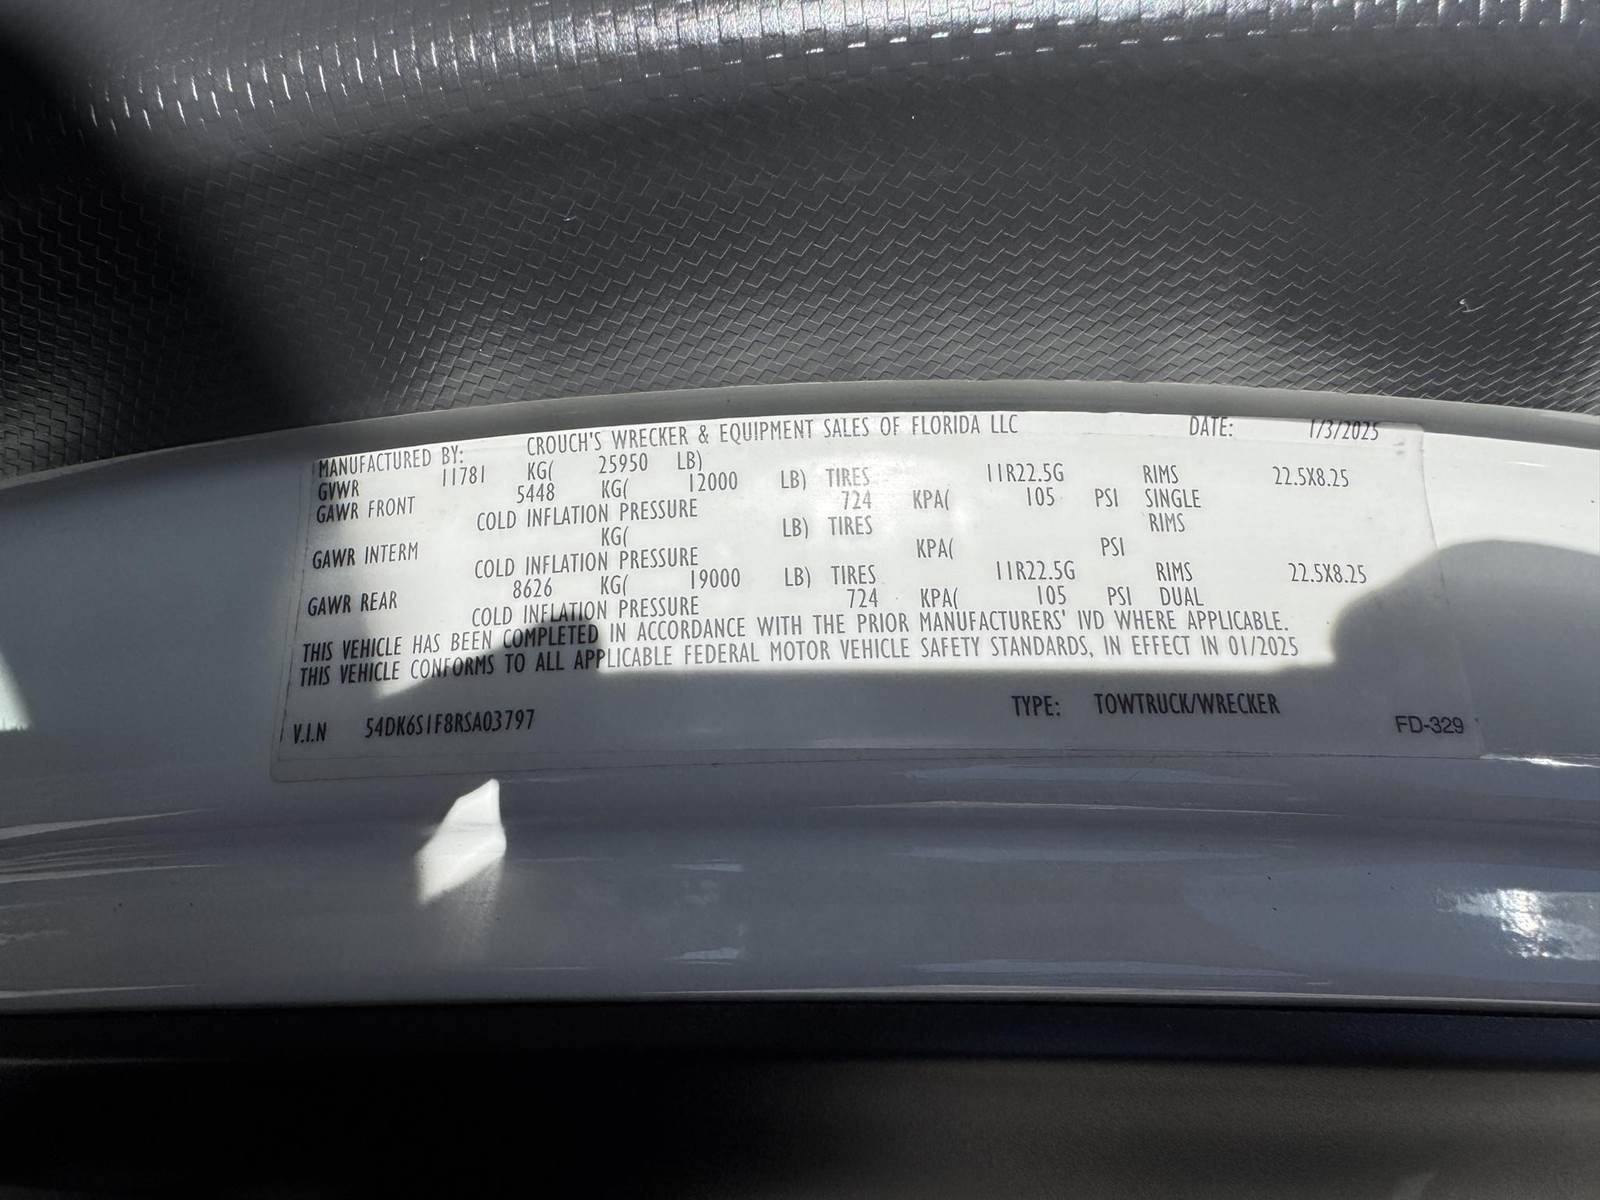 MANUFACTURED BY: CROUCH'S WRECKER & EQUIPMENT SALES OF FLORIDA LLC DATE: 1/3/2025
GVWR 11781 KG( 25950 LB)
GAWR FRONT 5448 KG( 12000 LB) TIRES 11R22.5G RIMS 22.5X8.25
COLD INFLATION PRESSURE 724 KPA( 105 PSI SINGLE
GAWR INTERM KG( LB) TIRES RIMS
COLD INFLATION PRESSURE KPA( PSI
GAWR REAR 8626 KG( 19000 LB) TIRES 11R22.5G RIMS 22.5X8.25
COLD INFLATION PRESSURE 724 KPA( 105 PSI DUAL
THIS VEHICLE HAS BEEN COMPLETED IN ACCORDANCE WITH THE PRIOR MANUFACTURERS' IVD WHERE APPLICABLE.
THIS VEHICLE CONFORMS TO ALL APPLICABLE FEDERAL MOTOR VEHICLE SAFETY STANDARDS, IN EFFECT IN 01/2025
V.I.N 54DK6S1F8RSA03797 TYPE: TOWTRUCK/WRECKER FD-329